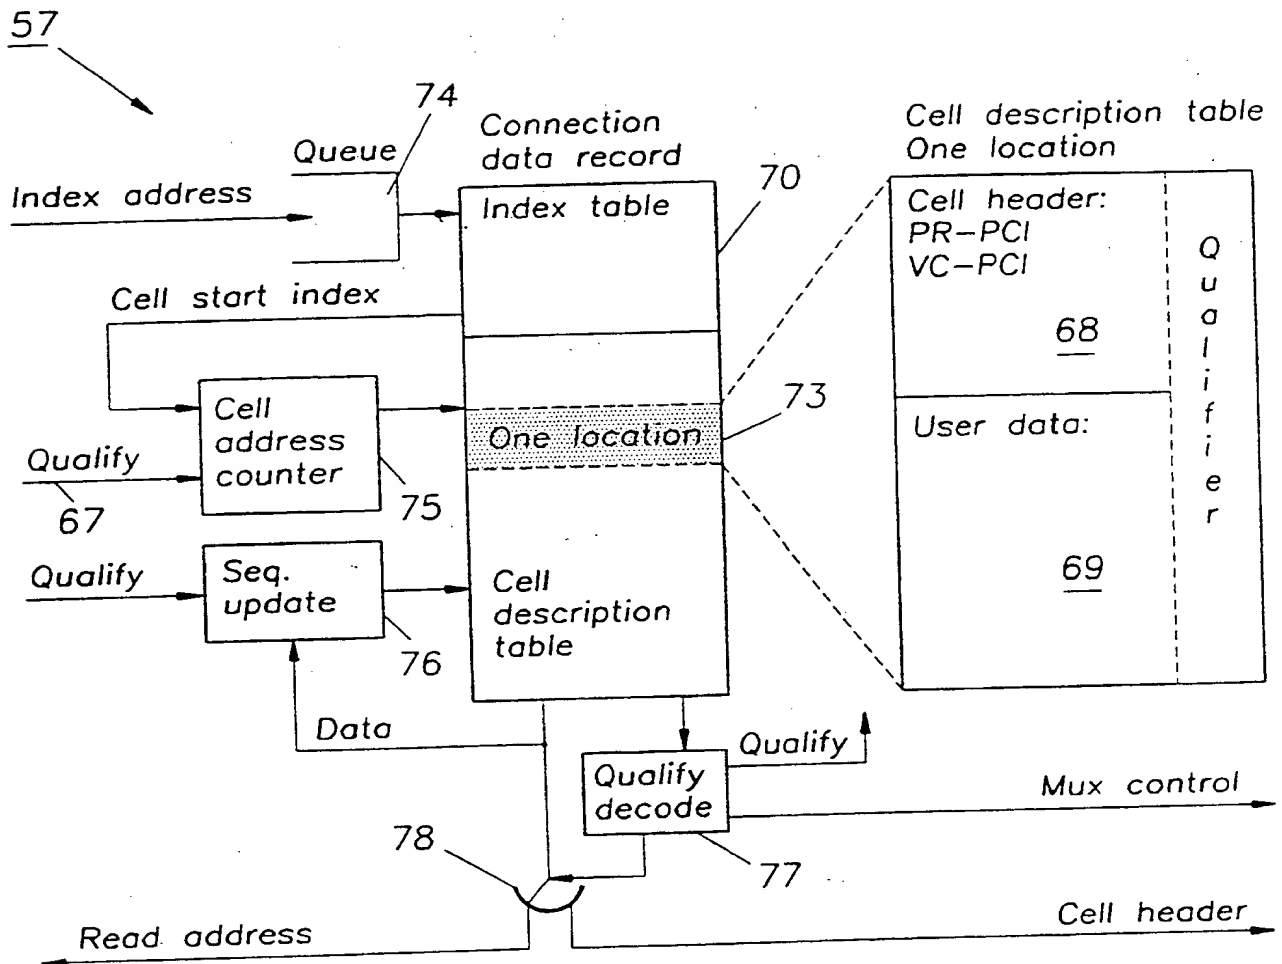 57
74
Queue
Index address
Connection
data record
Index table
70
Cell description table
One location
Cell header:
PR-PCI
VC-PCI
68
Qualifier
User data:
69
Cell start index
Cell
address
counter
75
Qualify
67
One location
73
Qualify
Seq.
update
76
Cell
description
table
Data
Qualify
decode
77
Qualify
Mux control
78
Read address
Cell header